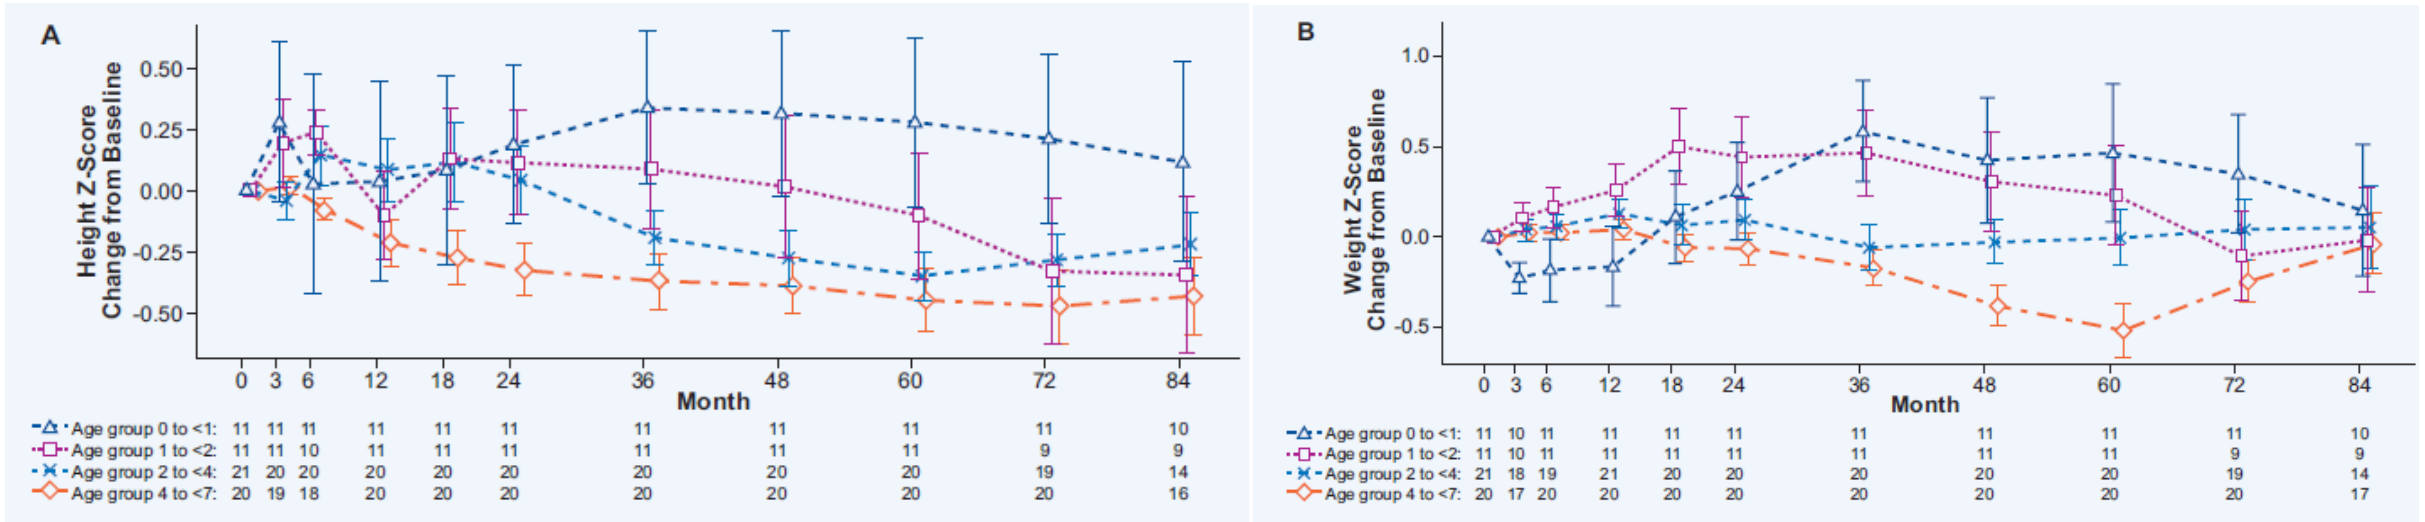 A
Height Z-Score
Change from Baseline
0.50
0.25
0.00
-0.25
-0.50
0 3 6 12 18 24 36 48 60 72 84
Month
Age group 0 to <1: 11 11 11 11 11 11 11 11 11 11 10
Age group 1 to <2: 11 11 10 11 11 11 11 11 11 9 9
Age group 2 to <4: 21 20 20 20 20 20 20 20 20 19 14
Age group 4 to <7: 20 19 18 20 20 20 20 20 20 20 16
B
Weight Z-Score
Change from Baseline
1.0
0.5
0.0
-0.5
0 3 6 12 18 24 36 48 60 72 84
Month
Age group 0 to <1: 11 10 11 11 11 11 11 11 11 11 10
Age group 1 to <2: 11 10 11 11 11 11 11 11 11 9 9
Age group 2 to <4: 21 18 19 21 20 20 20 20 20 19 14
Age group 4 to <7: 20 17 20 20 20 20 20 20 20 20 17